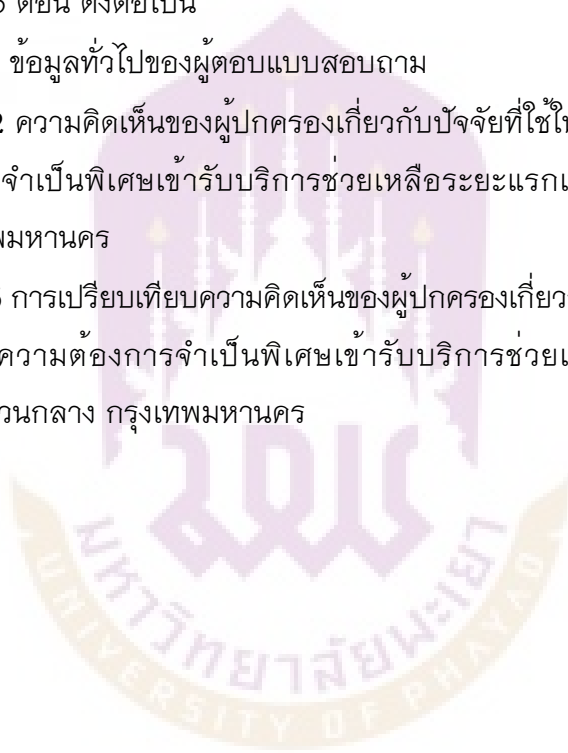 ตอน ดังต่อไปนี้
ข้อมูลทั่วไปของผู้ตอบแบบสอบถาม
2 ความคิดเห็นของผู้ปกครองเกี่ยวกับปัจจัยที่ใช้ใน
จำเป็นพิเศษเข้ารับบริการช่วยเหลือระยะแรกเ
พมหานคร
การเปรียบเทียบความคิดเห็นของผู้ปกครองเกี่ยว
ความต้องการจำเป็นพิเศษเข้ารับบริการช่วยเ
วนกลาง กรุงเทพมหานคร
มหาวิทยาลัยพะเยา
UNIVERSITY OF PHAYAO